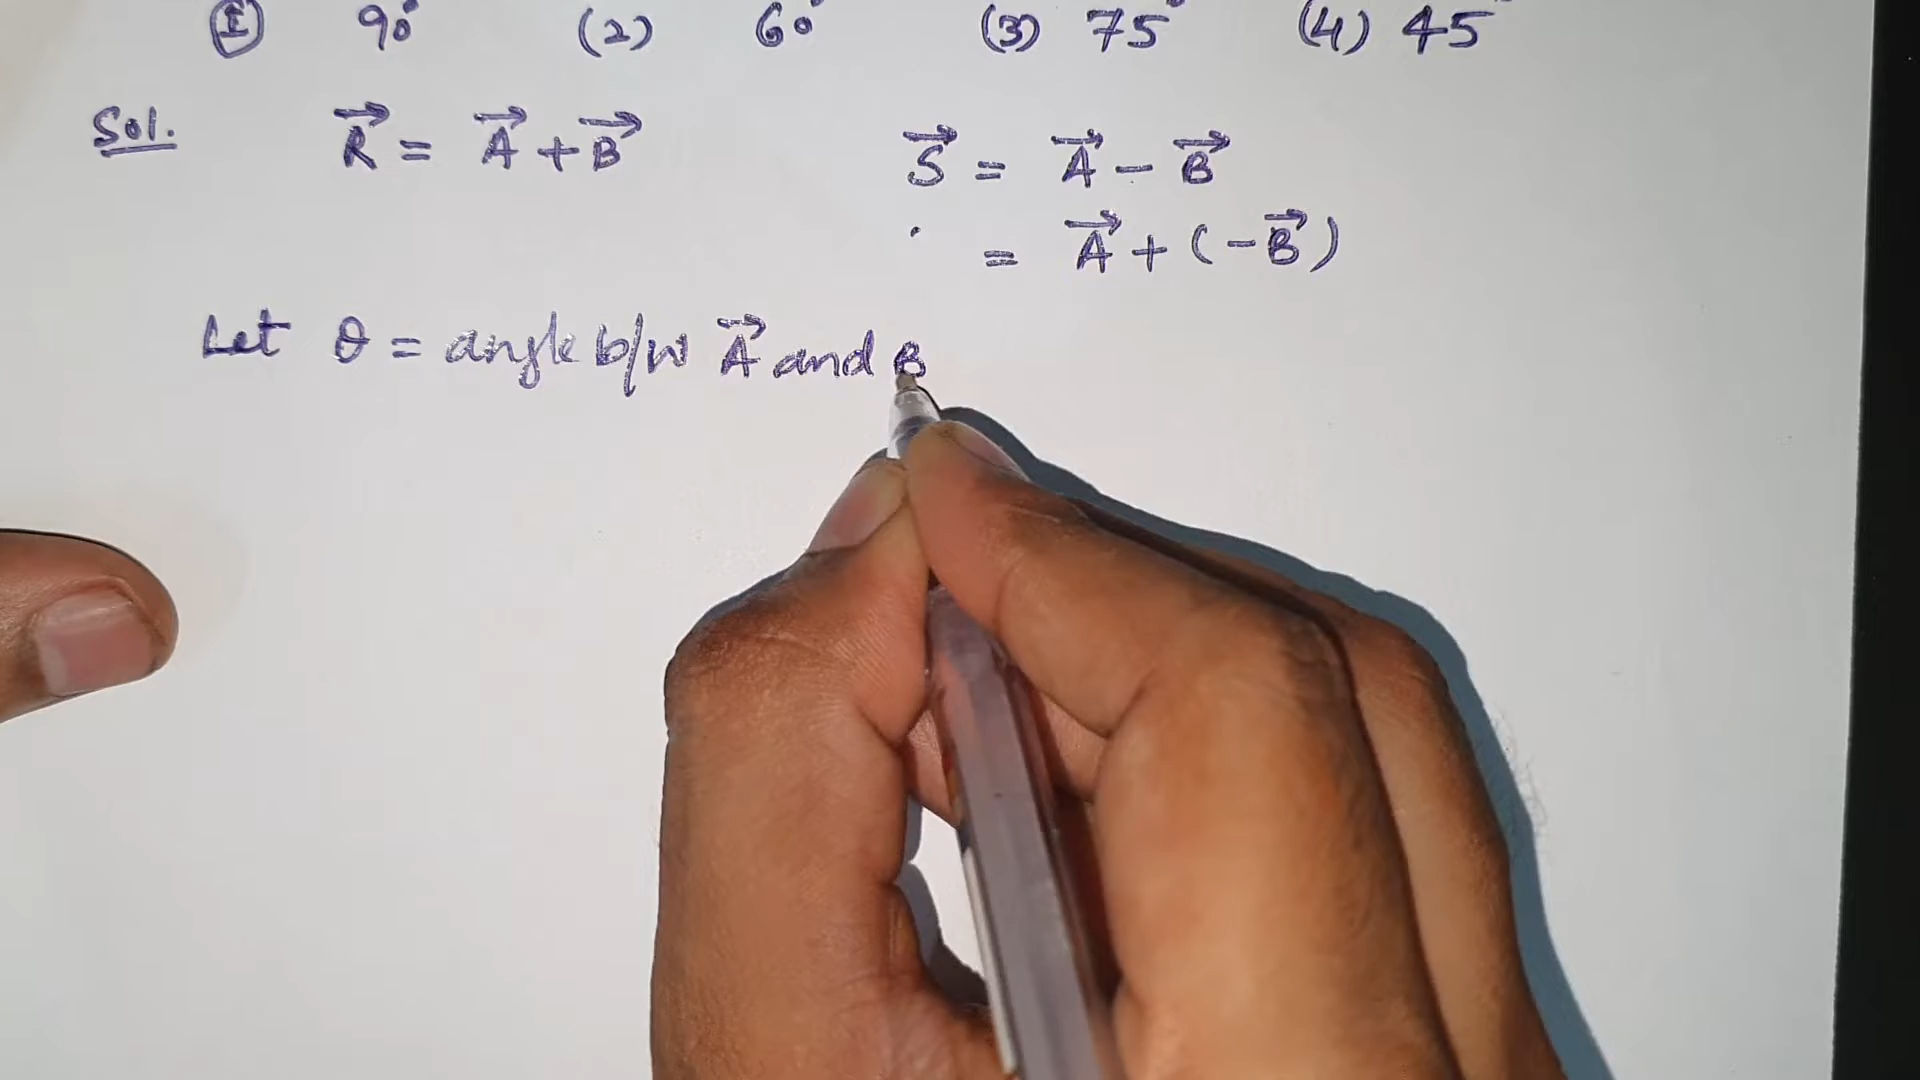 (1) 90° (2) 60° (3) 75° (4) 45°
Sol. R⃗ = A⃗ + B⃗
S⃗ = A⃗ − B⃗
= A⃗ + (−B⃗)
Let θ = angle b/w A⃗ and B